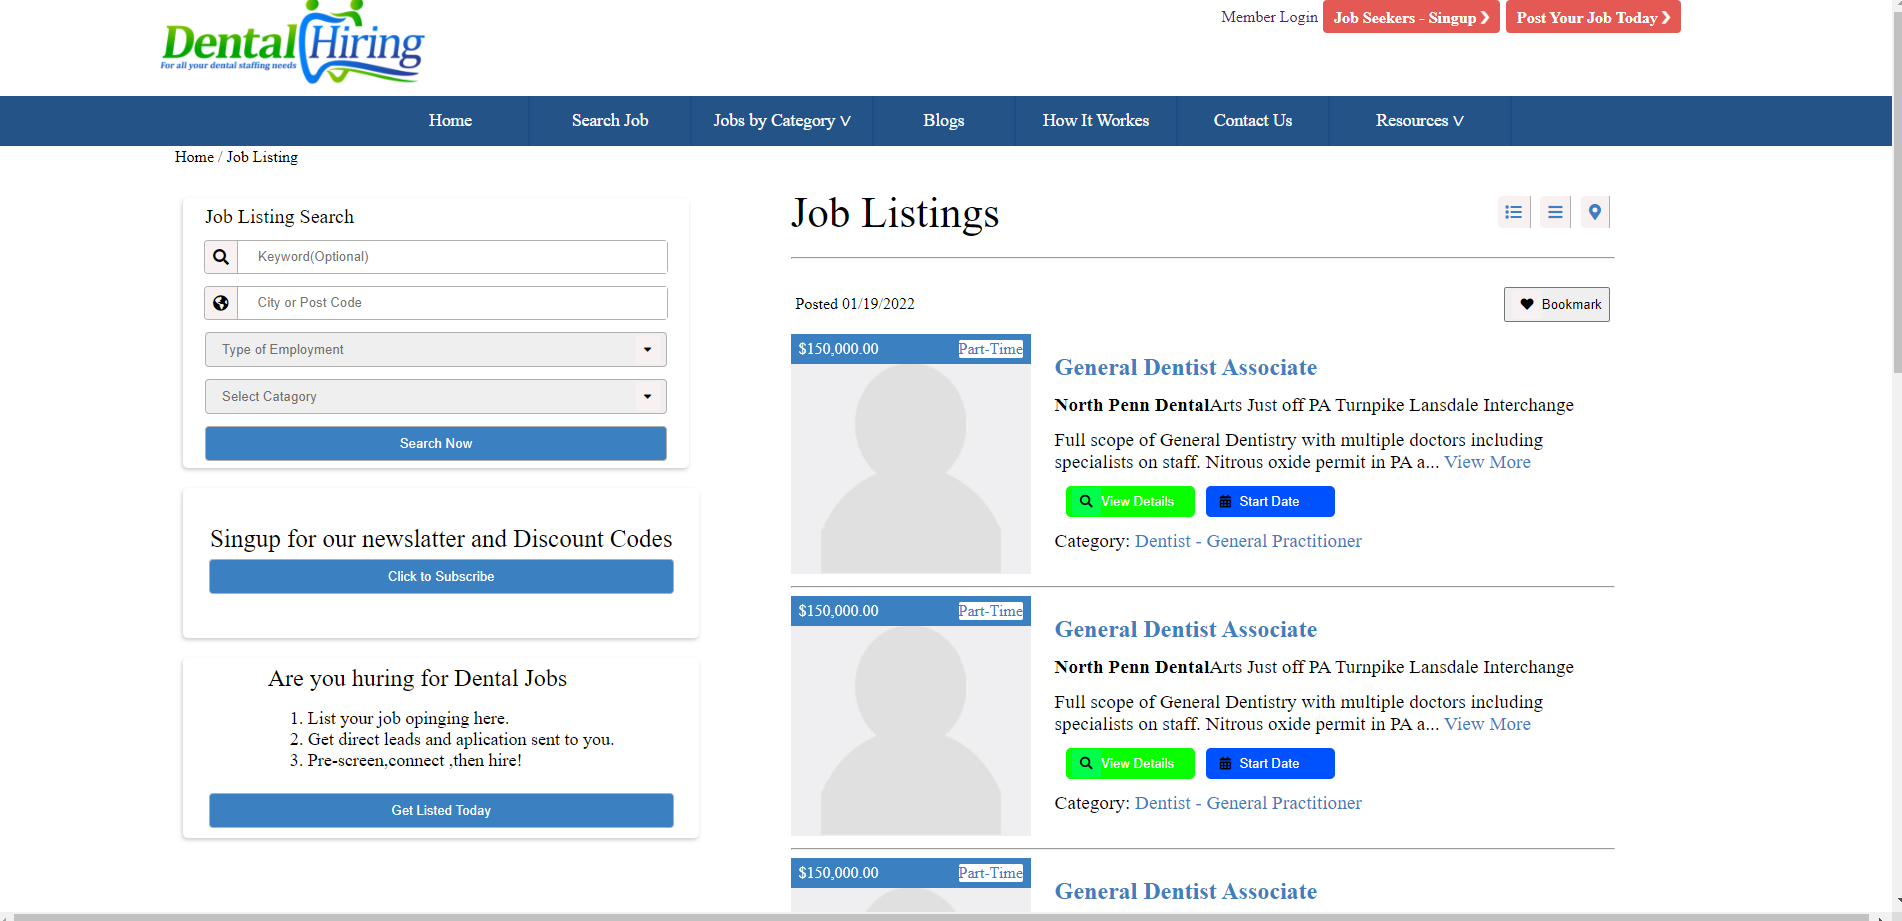 Dental Hiring
For all your dental staffing needs
Member Login
Job Seekers - Singup ❯
Post Your Job Today ❯
Home
Search Job
Jobs by Category V
Blogs
How It Workes
Contact Us
Resources V
Home / Job Listing
Job Listing Search
Keyword(Optional)
City or Post Code
Type of Employment
Select Catagory
Search Now
Singup for our newslatter and Discount Codes
Click to Subscribe
Are you huring for Dental Jobs
1. List your job opinging here.
2. Get direct leads and aplication sent to you.
3. Pre-screen,connect ,then hire!
Get Listed Today
Job Listings
Posted 01/19/2022
Bookmark
$150,000.00 Part-Time
General Dentist Associate
North Penn DentalArts Just off PA Turnpike Lansdale Interchange
Full scope of General Dentistry with multiple doctors including
specialists on staff. Nitrous oxide permit in PA a... View More
View Details
Start Date
Category: Dentist - General Practitioner
$150,000.00 Part-Time
General Dentist Associate
North Penn DentalArts Just off PA Turnpike Lansdale Interchange
Full scope of General Dentistry with multiple doctors including
specialists on staff. Nitrous oxide permit in PA a... View More
View Details
Start Date
Category: Dentist - General Practitioner
$150,000.00 Part-Time
General Dentist Associate